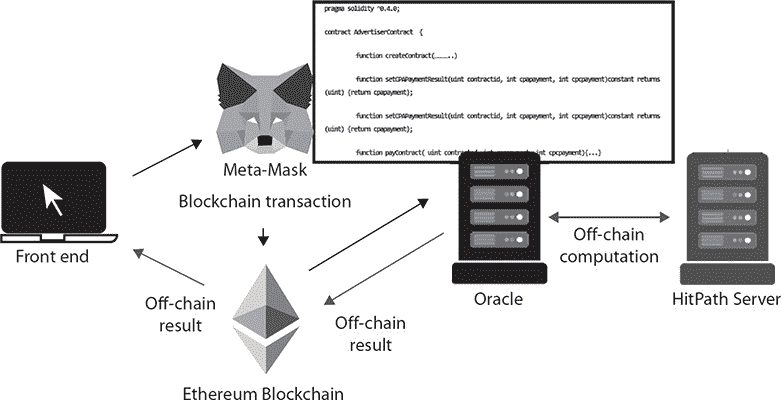 pragma solidity ^0.4.0;
contract AdvertiserContract {
function createContract(………..)
function setCPAPaymentResult(uint contractid, int cpapayment, int cpcpayment)constant returns
(uint) {return cpapayment};
function setCPAPaymentResult(uint contractid, int cpapayment, int cpcpayment)constant returns
(uint) {return cpapayment};
function payContract( uint int cpcpayment){...}
Meta-Mask
Blockchain transaction
Front end
Off-chain
result
Ethereum Blockchain
Off-chain
result
Oracle
Off-chain
computation
HitPath Server